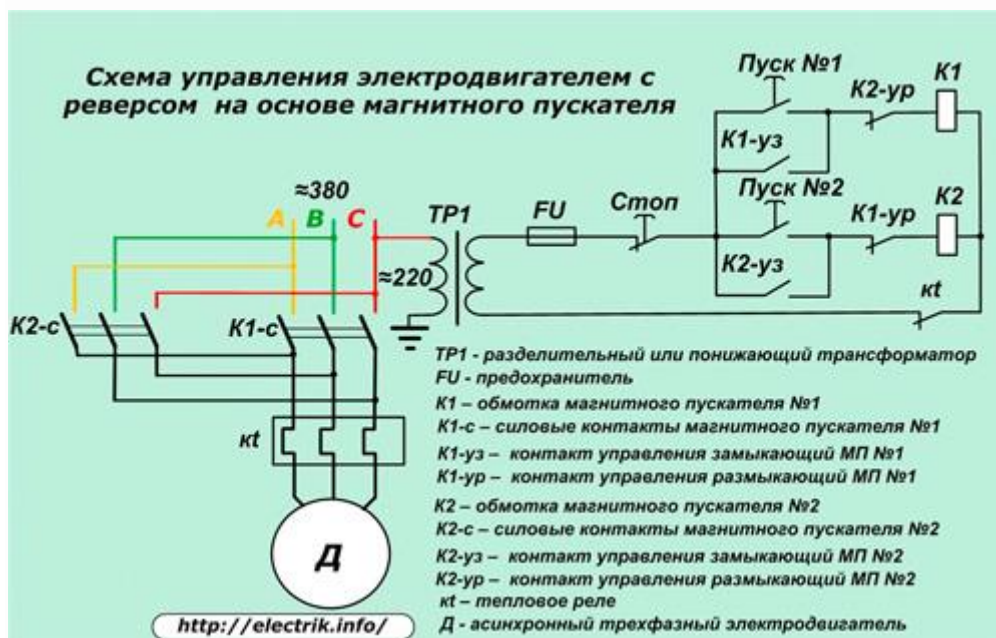 Схема управления электродвигателем с
реверсом на основе магнитного пускателя
Пуск №1
К2-ур
К1
К1-уз
≈380
А
В
С
ТР1
FU
Стоп
Пуск №2
К1-ур
К2
≈220
К2-уз
кt
К2-с
К1-с
ТР1 - разделительный или понижающий трансформатор
FU - предохранитель
К1 – обмотка магнитного пускателя №1
К1-с – силовые контакты магнитного пускателя №1
К1-уз – контакт управления замыкающий МП №1
К1-ур – контакт управления размыкающий МП №1
кt
К2 – обмотка магнитного пускателя №2
К2-с – силовые контакты магнитного пускателя №2
К2-уз – контакт управления замыкающий МП №2
К2-ур – контакт управления размыкающий МП №2
кt – тепловое реле
Д - асинхронный трехфазный электродвигатель
Д
http://electrik.info/